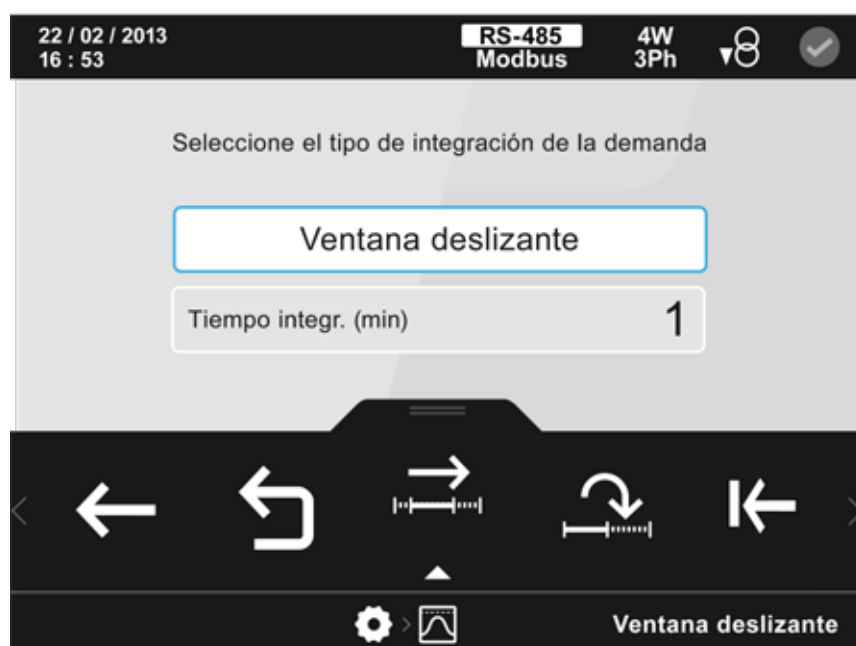 22 / 02 / 2013
16 : 53
RS-485
Modbus
4W
3Ph
Seleccione el tipo de integración de la demanda
Ventana deslizante
Tiempo integr. (min) 1
Ventana deslizante